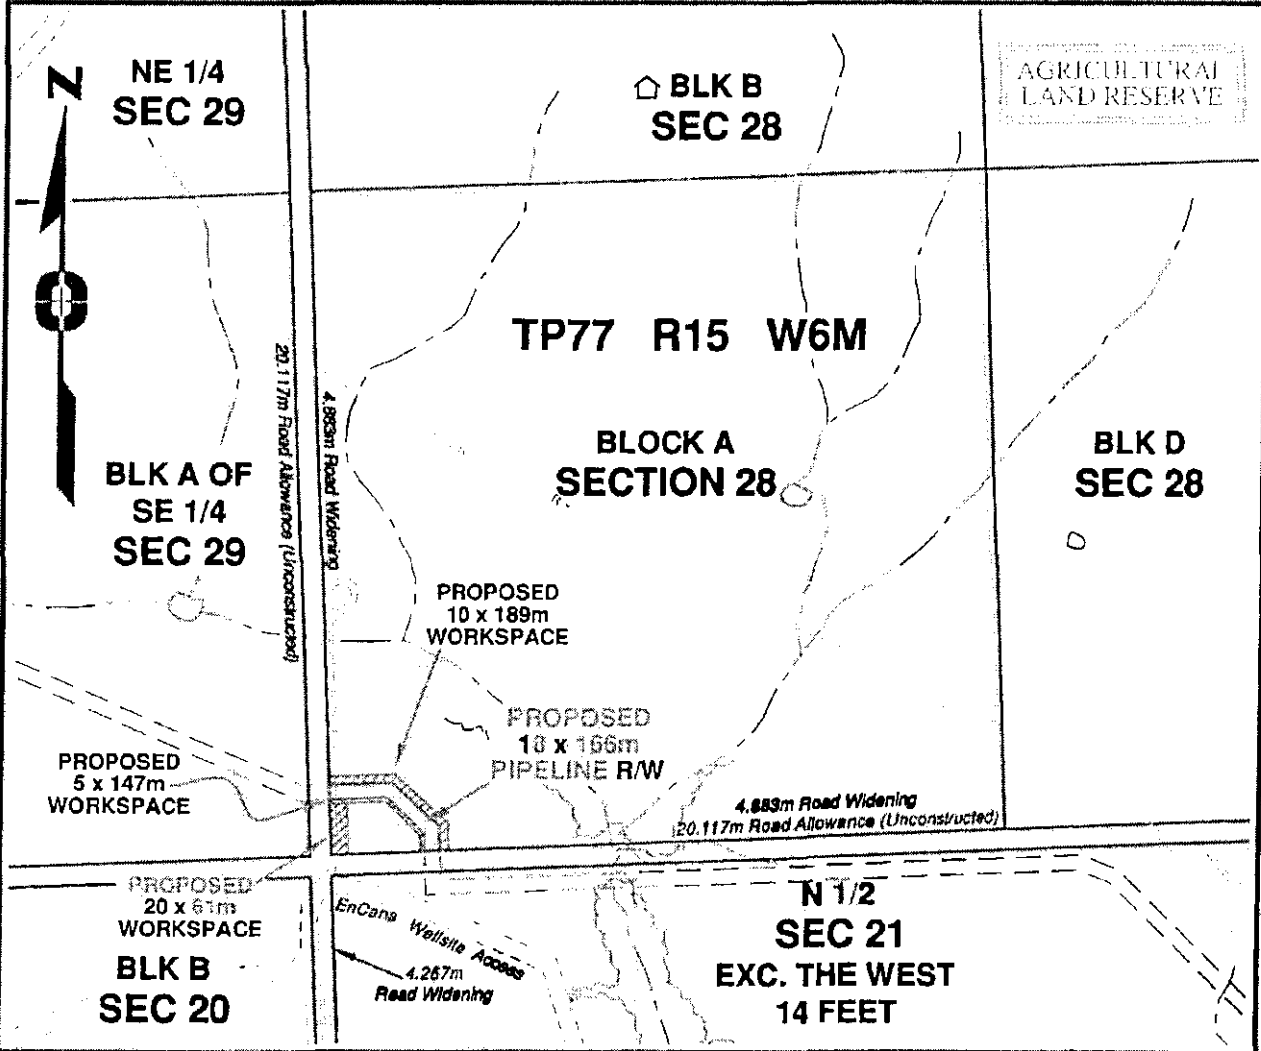 NE 1/4
SEC 29
BLK B
SEC 28
AGRICULTURAL
LAND RESERVE
N
TP77 R15 W6M
20.117m Road Allowance (Unconstructed)
4.883m Road Widening
BLK A OF
SE 1/4
SEC 29
BLOCK A
SECTION 28
BLK D
SEC 28
PROPOSED
10 x 189m
WORKSPACE
PROPOSED
18 x 166m
PIPELINE R/W
PROPOSED
5 x 147m
WORKSPACE
4.883m Road Widening
20.117m Road Allowance (Unconstructed)
PROPOSED
20 x 61m
WORKSPACE
EnCana Wellsite Access
4.267m
Road Widening
BLK B
SEC 20
N 1/2
SEC 21
EXC. THE WEST
14 FEET